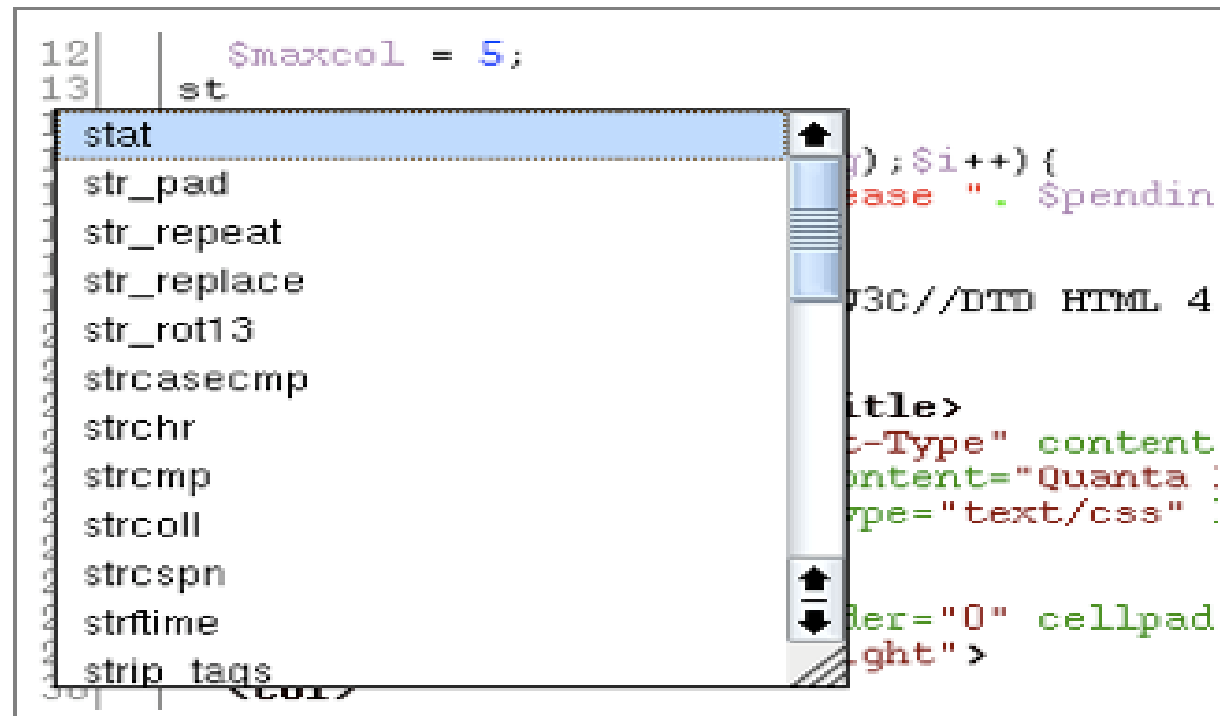 12 $maxcol = 5;
13 st
stat
str_pad
str_repeat
str_replace
str_rot13
strcasecmp
strchr
strcmp
strcoll
strcspn
strftime
strip_tags
);$i++){
ease ". $pendin
3C//DTD HTML 4
itle>
-Type" content
ontent="Quanta
ype="text/css"
der="0" cellpad
ght">